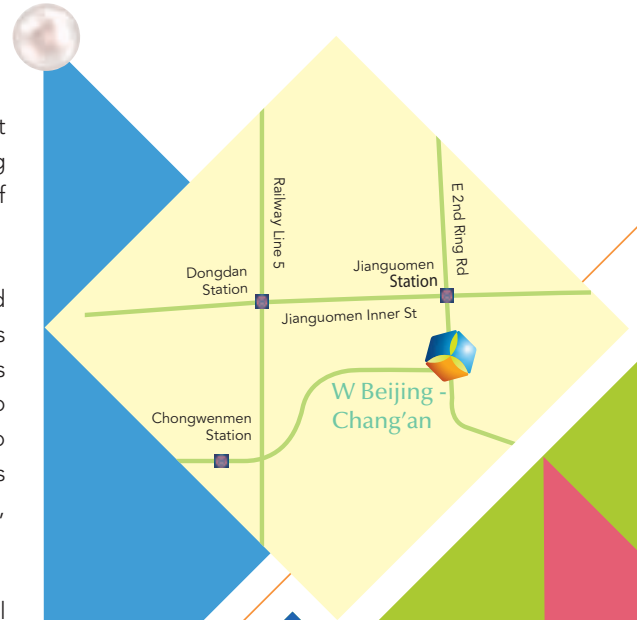 t
g
f
d
s
s
o
o
s
,
l
Railway Line 5
E 2nd Ring Rd
Dongdan
Station
Jianguomen
Station
Jianguomen Inner St
W Beijing -
Chang'an
Chongwenmen
Station